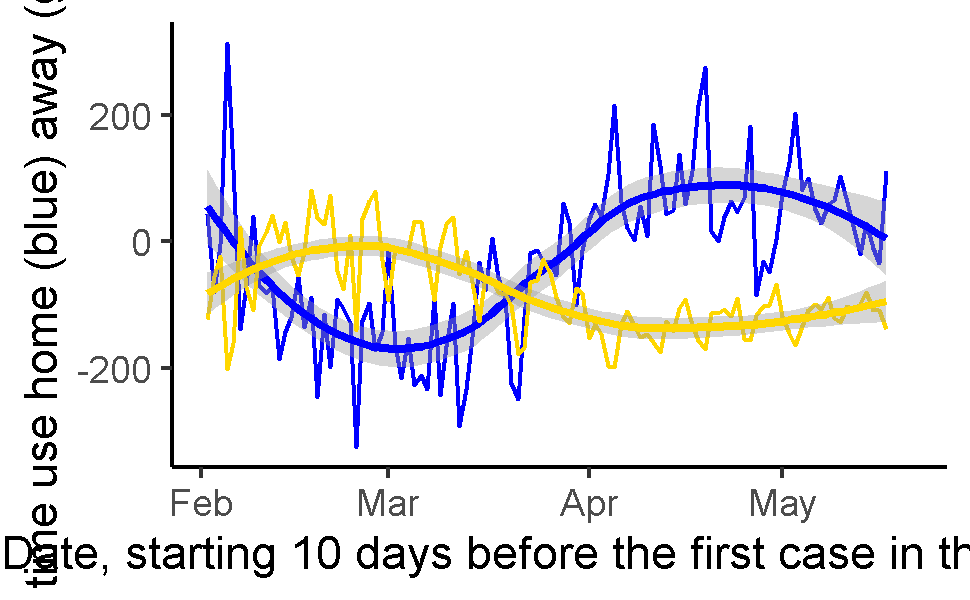 time use home (blue) away (
200
0
-200
Feb Mar Apr May
Date, starting 10 days before the first case in th